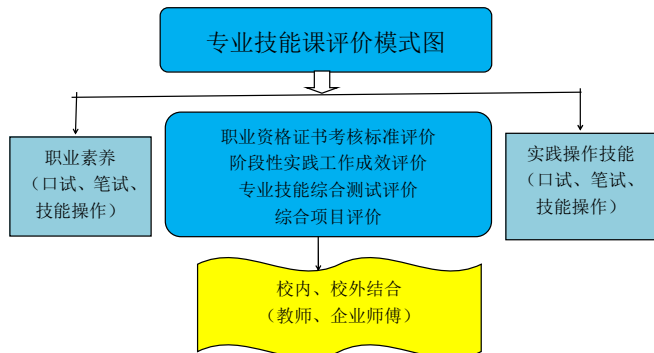 专业技能课评价模式图
职业素养
（口试、笔试、
技能操作）
职业资格证书考核标准评价
阶段性实践工作成效评价
专业技能综合测试评价
综合项目评价
实践操作技能
（口试、笔试、
技能操作）
校内、校外结合
（教师、企业师傅）